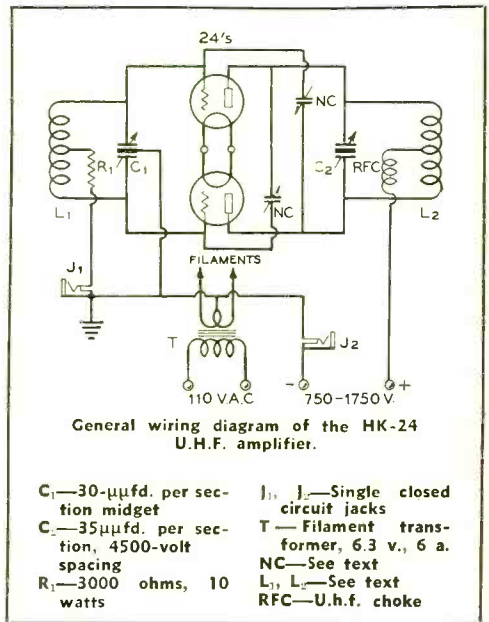 24's
NC
R₁ C₁
C₂ RFC
L₁
NC
L₂
FILAMENTS
J₁
T
J₂
110 V.A.C
- 750-1750 V. +
General wiring diagram of the HK-24
U.H.F. amplifier.
C₁—30-μμfd. per sec-
tion midget
C₂—35μμfd. per sec-
tion, 4500-volt
spacing
R₁—3000 ohms, 10
watts
J₁, J₂—Single closed
circuit jacks
T — Filament trans-
former, 6.3 v., 6 a.
NC—See text
L₁, L₂—See text
RFC—U.h.f. choke